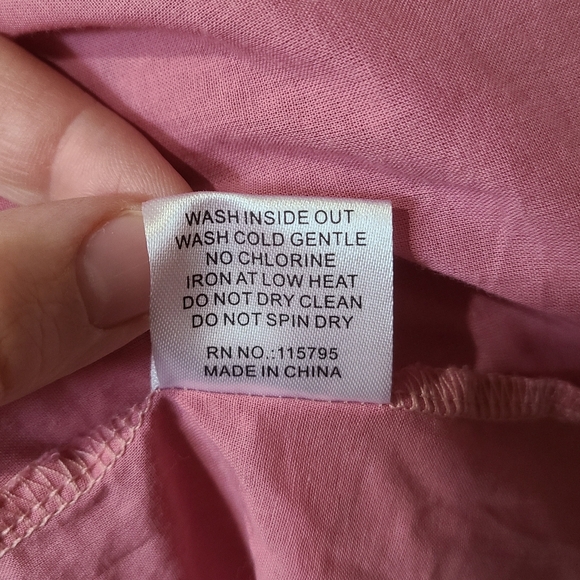 WASH INSIDE OUT
WASH COLD GENTLE
NO CHLORINE
IRON AT LOW HEAT
DO NOT DRY CLEAN
DO NOT SPIN DRY
RN NO.:115795
MADE IN CHINA